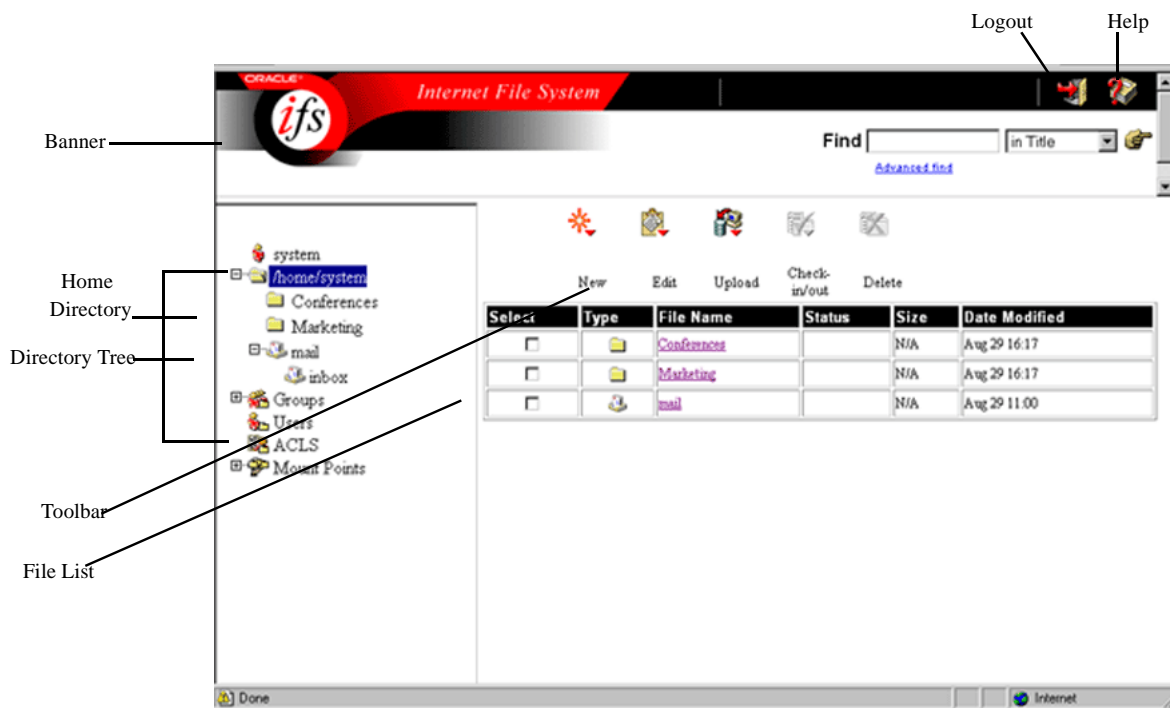 Logout Help
ORACLE
Internet File System
ifs
Banner
Find in Title
Advanced find
system
/home/system
Conferences
Marketing
mail
inbox
Groups
Users
ACLS
Mount Points
Home
Directory
Directory Tree
Toolbar
File List
New Edit Upload Check-in/out Delete
Select Type File Name Status Size Date Modified
Conferences N/A Aug 29 16:17
Marketing N/A Aug 29 16:17
mail N/A Aug 29 11:00
Done Internet